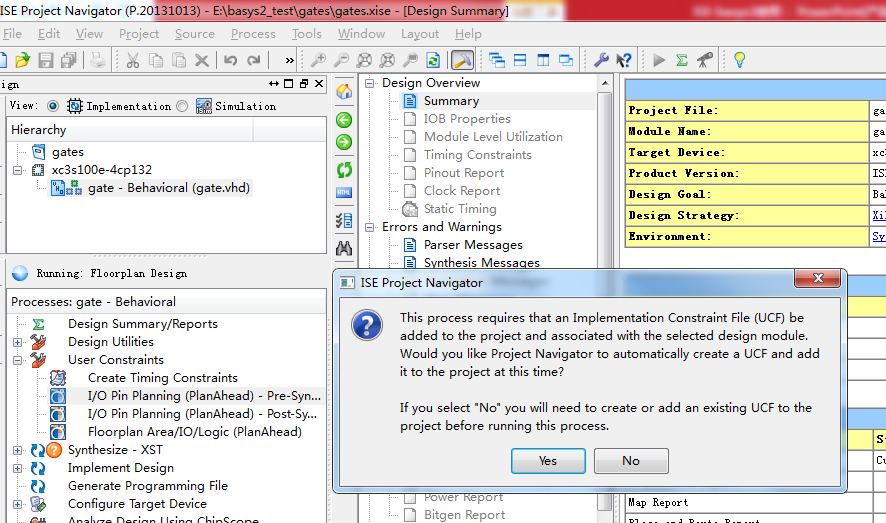 ISE Project Navigator (P.20131013) - E:\basys2_test\gates\gates.xise - [Design Summary]
File Edit View Project Source Process Tools Window Layout Help
View: Implementation Simulation
Hierarchy
gates
xc3s100e-4cp132
gate - Behavioral (gate.vhd)
Running: Floorplan Design
Processes: gate - Behavioral
Design Summary/Reports
Design Utilities
User Constraints
Create Timing Constraints
I/O Pin Planning (PlanAhead) - Pre-Syn...
I/O Pin Planning (PlanAhead) - Post-Sy...
Floorplan Area/IO/Logic (PlanAhead)
Synthesize - XST
Implement Design
Generate Programming File
Configure Target Device
Analyze Design Using ChipScope
Design Overview
Summary
IOB Properties
Module Level Utilization
Timing Constraints
Pinout Report
Clock Report
Static Timing
Errors and Warnings
Parser Messages
Synthesis Messages
Power Report
Bitgen Report
Project File: ga
Module Name: ga
Target Device: xc
Product Version: ISE
Design Goal: Bal
Design Strategy: Xil
Environment: Sy
Map Report
ISE Project Navigator
This process requires that an Implementation Constraint File (UCF) be
added to the project and associated with the selected design module.
Would you like Project Navigator to automatically create a UCF and add
it to the project at this time?
If you select "No" you will need to create or add an existing UCF to the
project before running this process.
Yes No